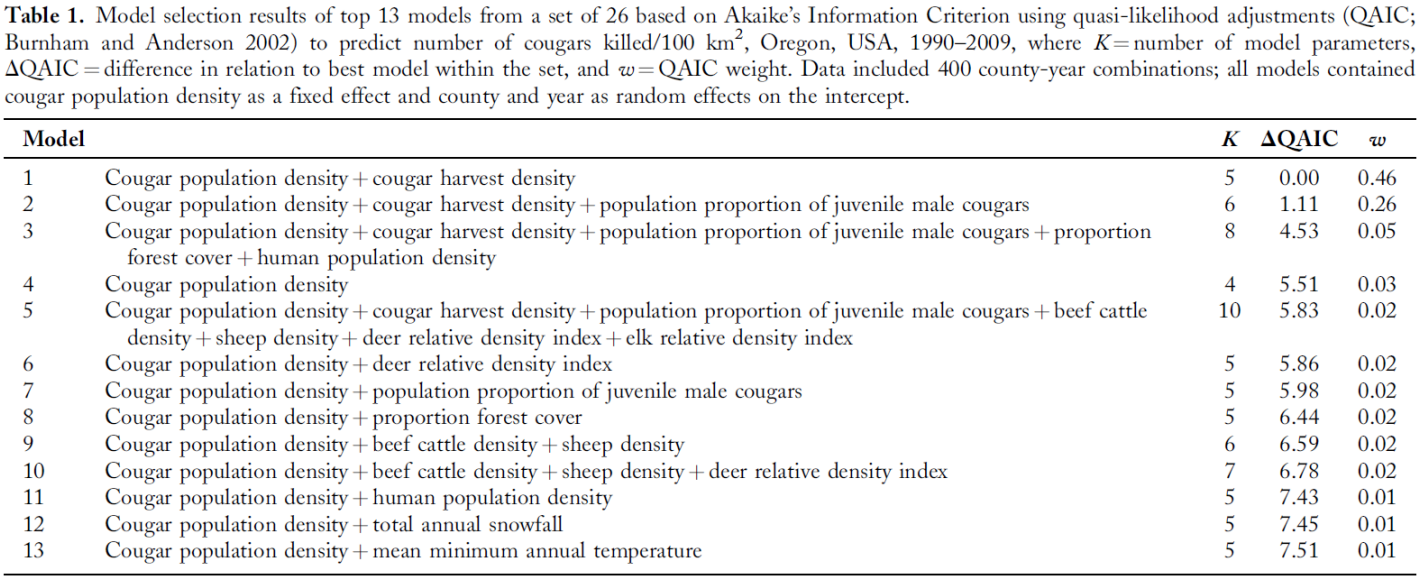 Table 1. Model selection results of top 13 models from a set of 26 based on Akaike’s Information Criterion using quasi-likelihood adjustments (QAIC;
Burnham and Anderson 2002) to predict number of cougars killed/100 km², Oregon, USA, 1990–2009, where K = number of model parameters,
ΔQAIC = difference in relation to best model within the set, and w = QAIC weight. Data included 400 county-year combinations; all models contained
cougar population density as a fixed effect and county and year as random effects on the intercept.
Model K ΔQAIC w
1 Cougar population density + cougar harvest density 5 0.00 0.46
2 Cougar population density + cougar harvest density + population proportion of juvenile male cougars 6 1.11 0.26
3 Cougar population density + cougar harvest density + population proportion of juvenile male cougars + proportion 8 4.53 0.05
forest cover + human population density
4 Cougar population density 4 5.51 0.03
5 Cougar population density + cougar harvest density + population proportion of juvenile male cougars + beef cattle 10 5.83 0.02
density + sheep density + deer relative density index + elk relative density index
6 Cougar population density + deer relative density index 5 5.86 0.02
7 Cougar population density + population proportion of juvenile male cougars 5 5.98 0.02
8 Cougar population density + proportion forest cover 5 6.44 0.02
9 Cougar population density + beef cattle density + sheep density 6 6.59 0.02
10 Cougar population density + beef cattle density + sheep density + deer relative density index 7 6.78 0.02
11 Cougar population density + human population density 5 7.43 0.01
12 Cougar population density + total annual snowfall 5 7.45 0.01
13 Cougar population density + mean minimum annual temperature 5 7.51 0.01